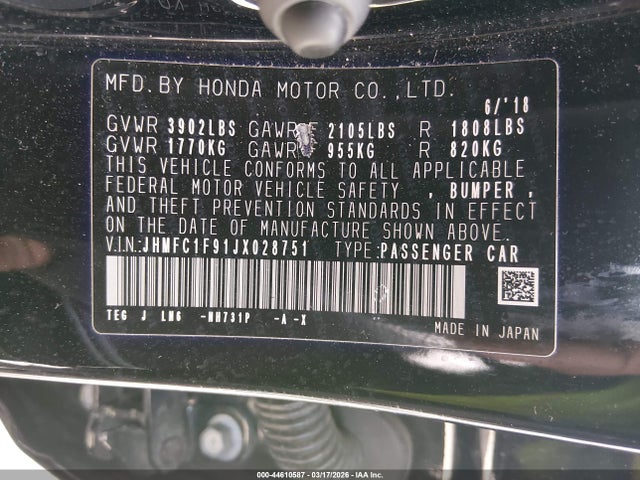 MFD.BY HONDA MOTOR CO.,LTD.
6/'18
GVWR 3902LBS GAWR F 2105LBS R 1808LBS
GVWR 1770KG GAWR 955KG R 820KG
THIS VEHICLE CONFORMS TO ALL APPLICABLE
FEDERAL MOTOR VEHICLE SAFETY , BUMPER ,
AND THEFT PREVENTION STANDARDS IN EFFECT
ON THE DATE OF MANUFACTURE SHOWN ABOVE.
V.I.N:JHMFC1F91JX028751 TYPE:PASSENGER CAR
TEG J LN6 -NH731P -A -X
MADE IN JAPAN
000-44610587 - 03/17/2026 - IAA Inc.